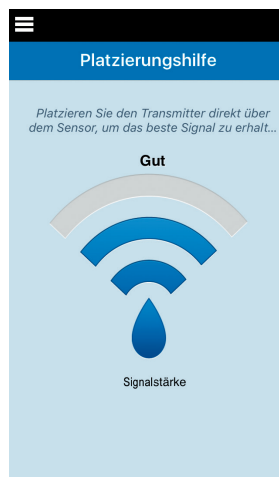 Platzierungshilfe
Platzieren Sie den Transmitter direkt über
dem Sensor, um das beste Signal zu erhalt...
Gut
Signalstärke